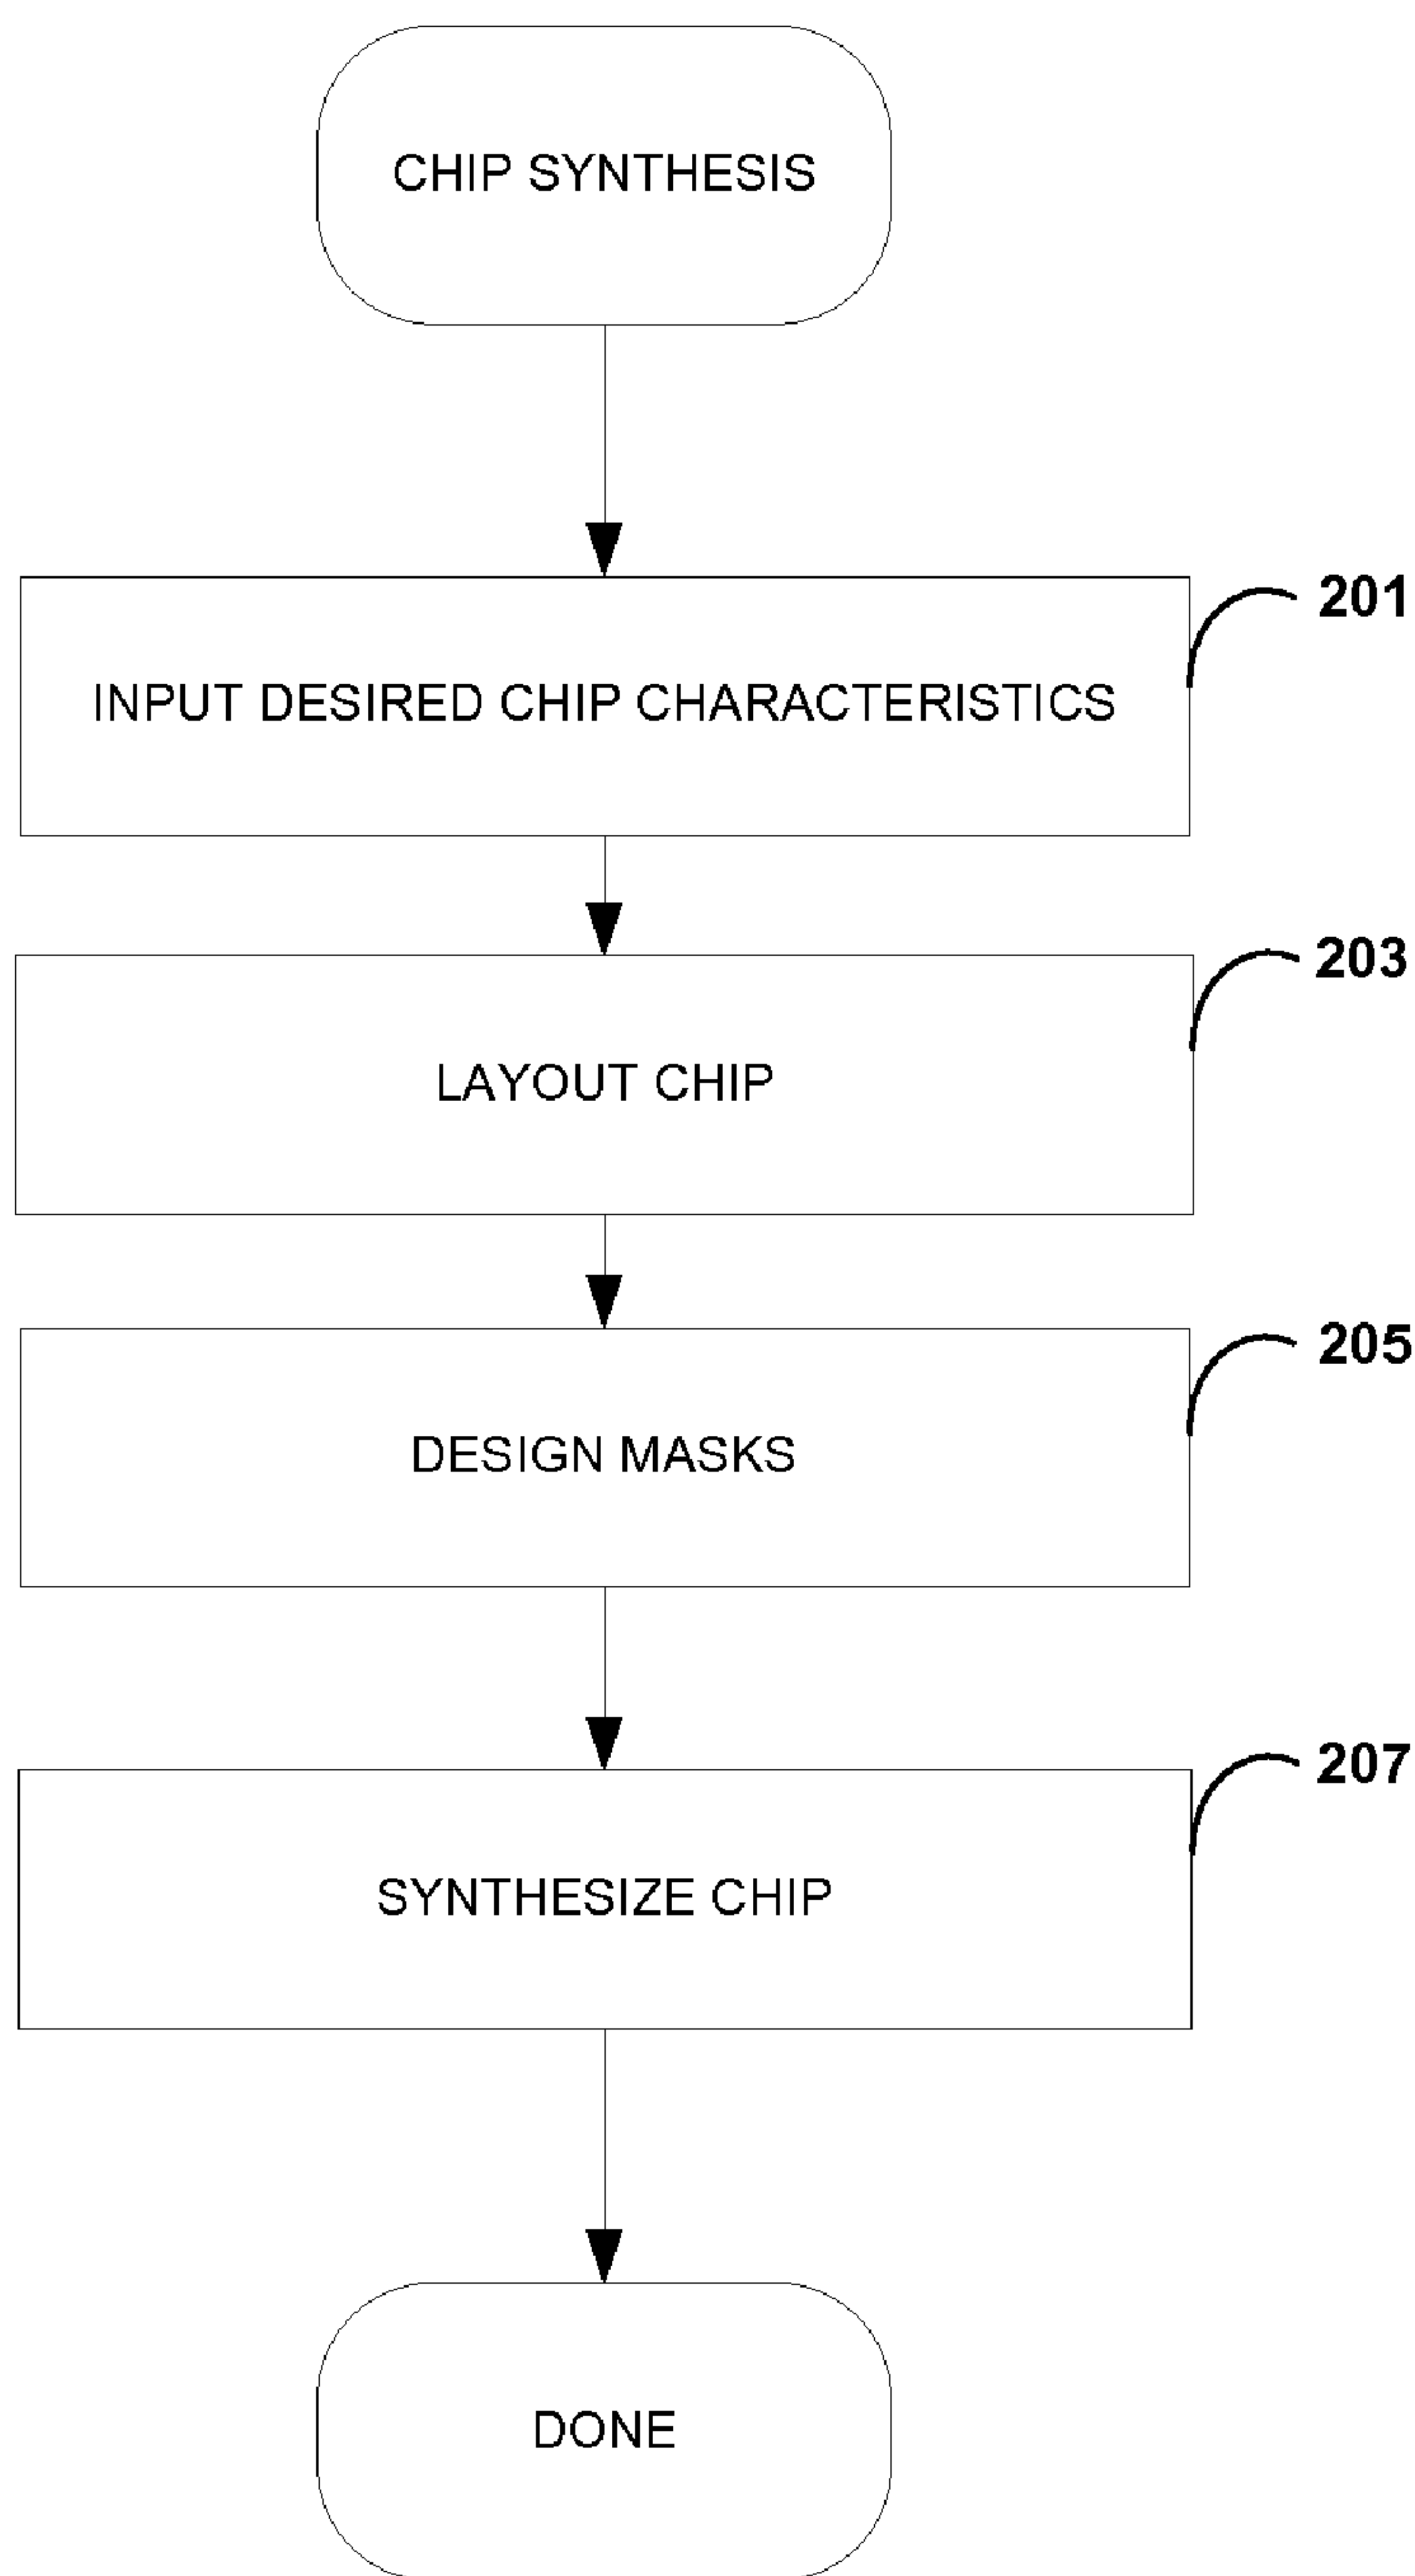 CHIP SYNTHESIS
201
INPUT DESIRED CHIP CHARACTERISTICS
203
LAYOUT CHIP
205
DESIGN MASKS
207
SYNTHESIZE CHIP
DONE